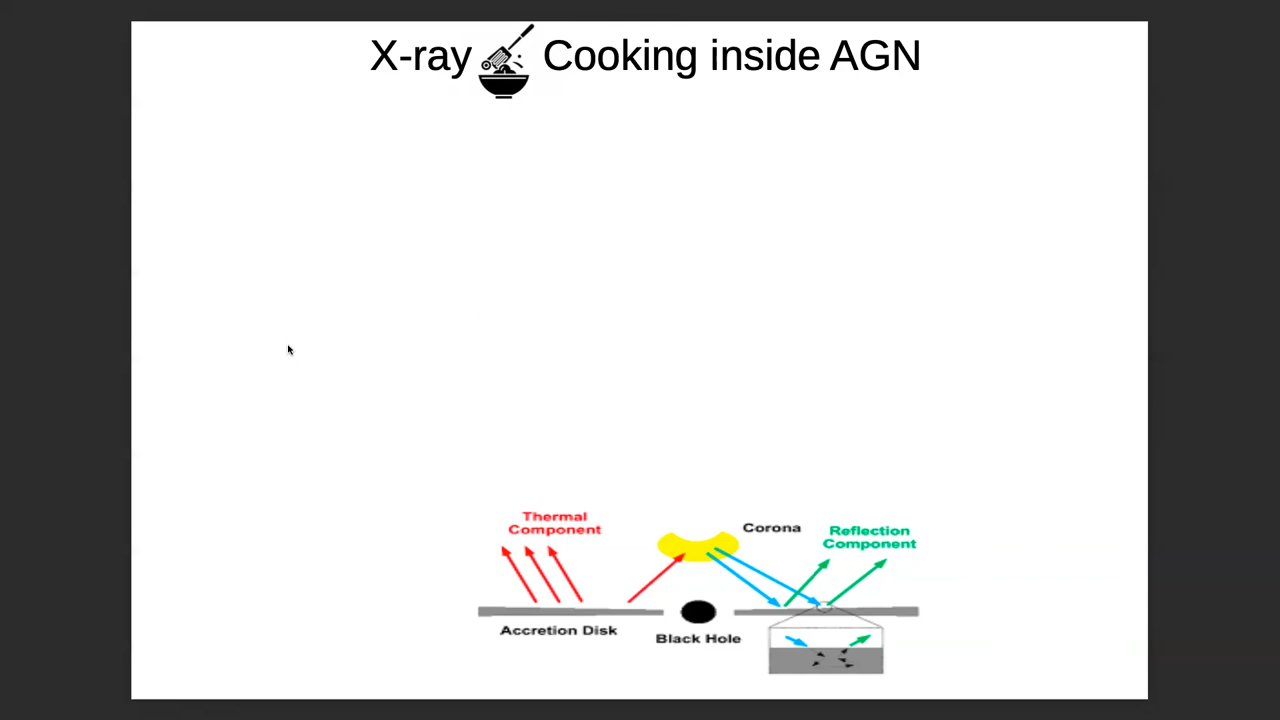 X-ray Cooking inside AGN
Thermal
Component
Corona
Reflection
Component
Accretion Disk
Black Hole